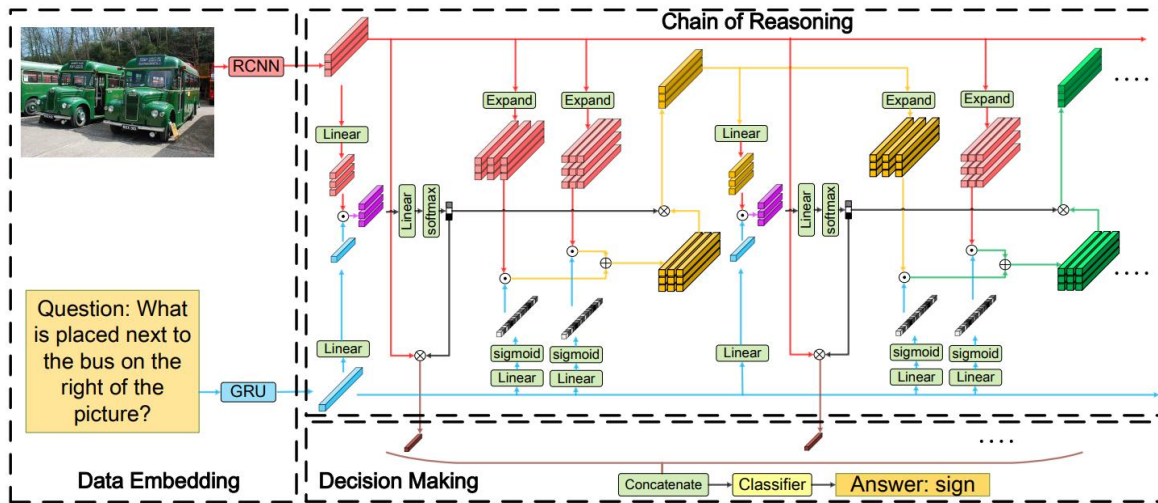 Chain of Reasoning
RCNN
Expand
Expand
Linear
Linear
softmax
Linear
sigmoid
sigmoid
Linear
Linear
Expand
Expand
Linear
Linear
softmax
Linear
sigmoid
sigmoid
Linear
Linear
Question: What
is placed next to
the bus on the
right of the
picture?
GRU
Data Embedding
Decision Making
Concatenate
Classifier
Answer: sign